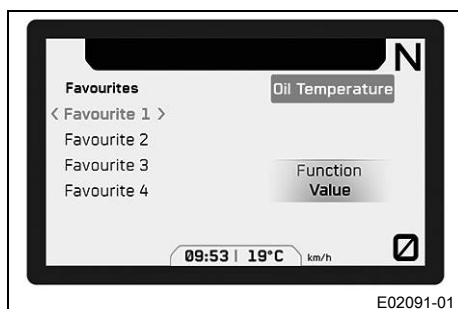 N
Favourites
Oil Temperature
< Favourite 1 >
Favourite 2
Favourite 3
Favourite 4
Function
Value
09:53 | 19°C
km/h
0
E02091-01